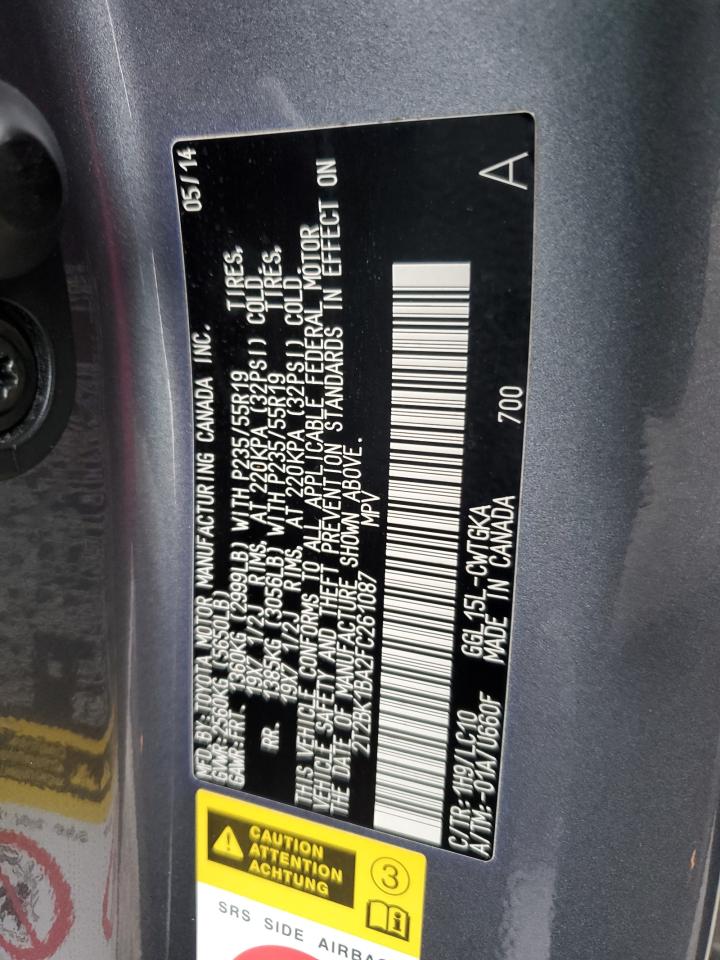 MFD. BY: TOYOTA MOTOR MANUFACTURING CANADA INC. 05/14
GVWR: 2560KG (5650LB)
GAWR: FRT. 1360KG (2999LB) WITH P235/55R19 TIRES,
19X7 1/2J RIMS, AT 220KPA (32PSI) COLD.
RR. 1385KG (3056LB) WITH P235/55R19 TIRES,
19X7 1/2J RIMS, AT 220KPA (32PSI) COLD.
THIS VEHICLE CONFORMS TO ALL APPLICABLE FEDERAL MOTOR
VEHICLE SAFETY AND THEFT PREVENTION STANDARDS IN EFFECT ON
THE DATE OF MANUFACTURE SHOWN ABOVE.
2T2BK1BA2FC261087 MPV
C/TR: 1H9/LC10 GGL15L-CWTGKA 700 A
A/TM:-01A/U660F MADE IN CANADA
CAUTION
ATTENTION
ACHTUNG
3
SRS SIDE AIRBAG